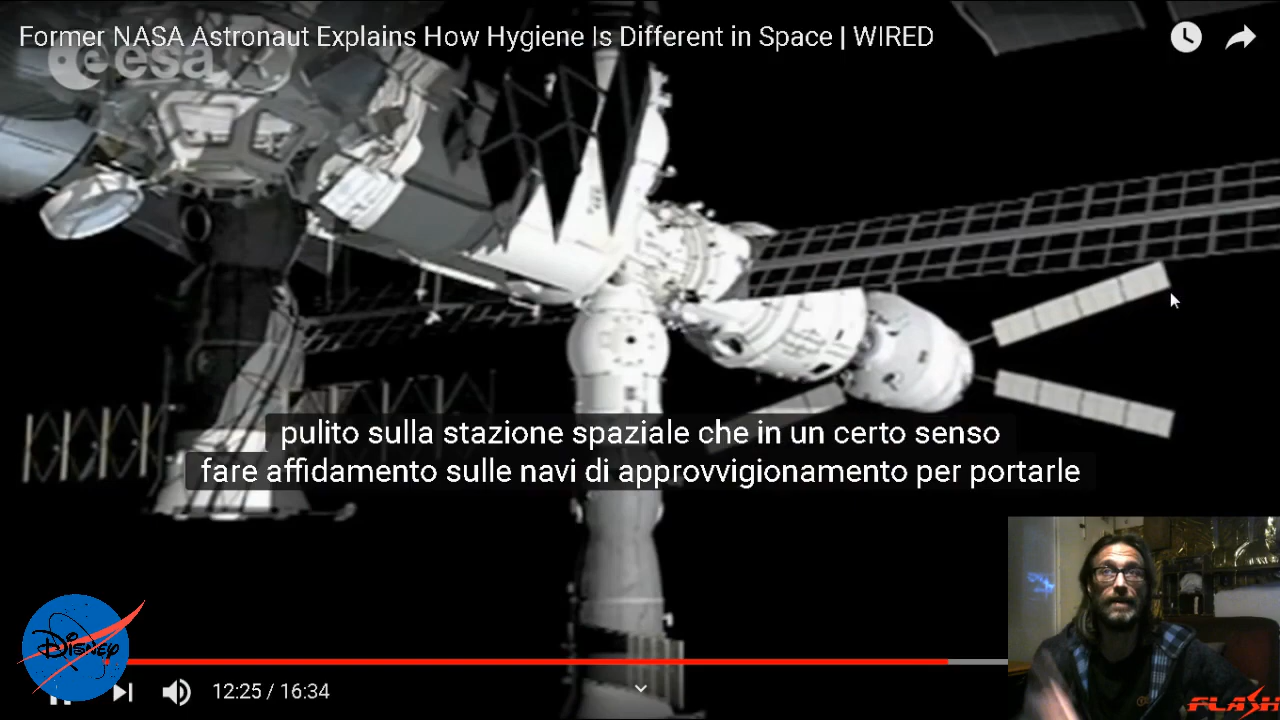 Former NASA Astronaut Explains How Hygiene Is Different in Space | WIRED
esa
pulito sulla stazione spaziale che in un certo senso
fare affidamento sulle navi di approvvigionamento per portarle
DISNEY
12:25 / 16:34
FLASH